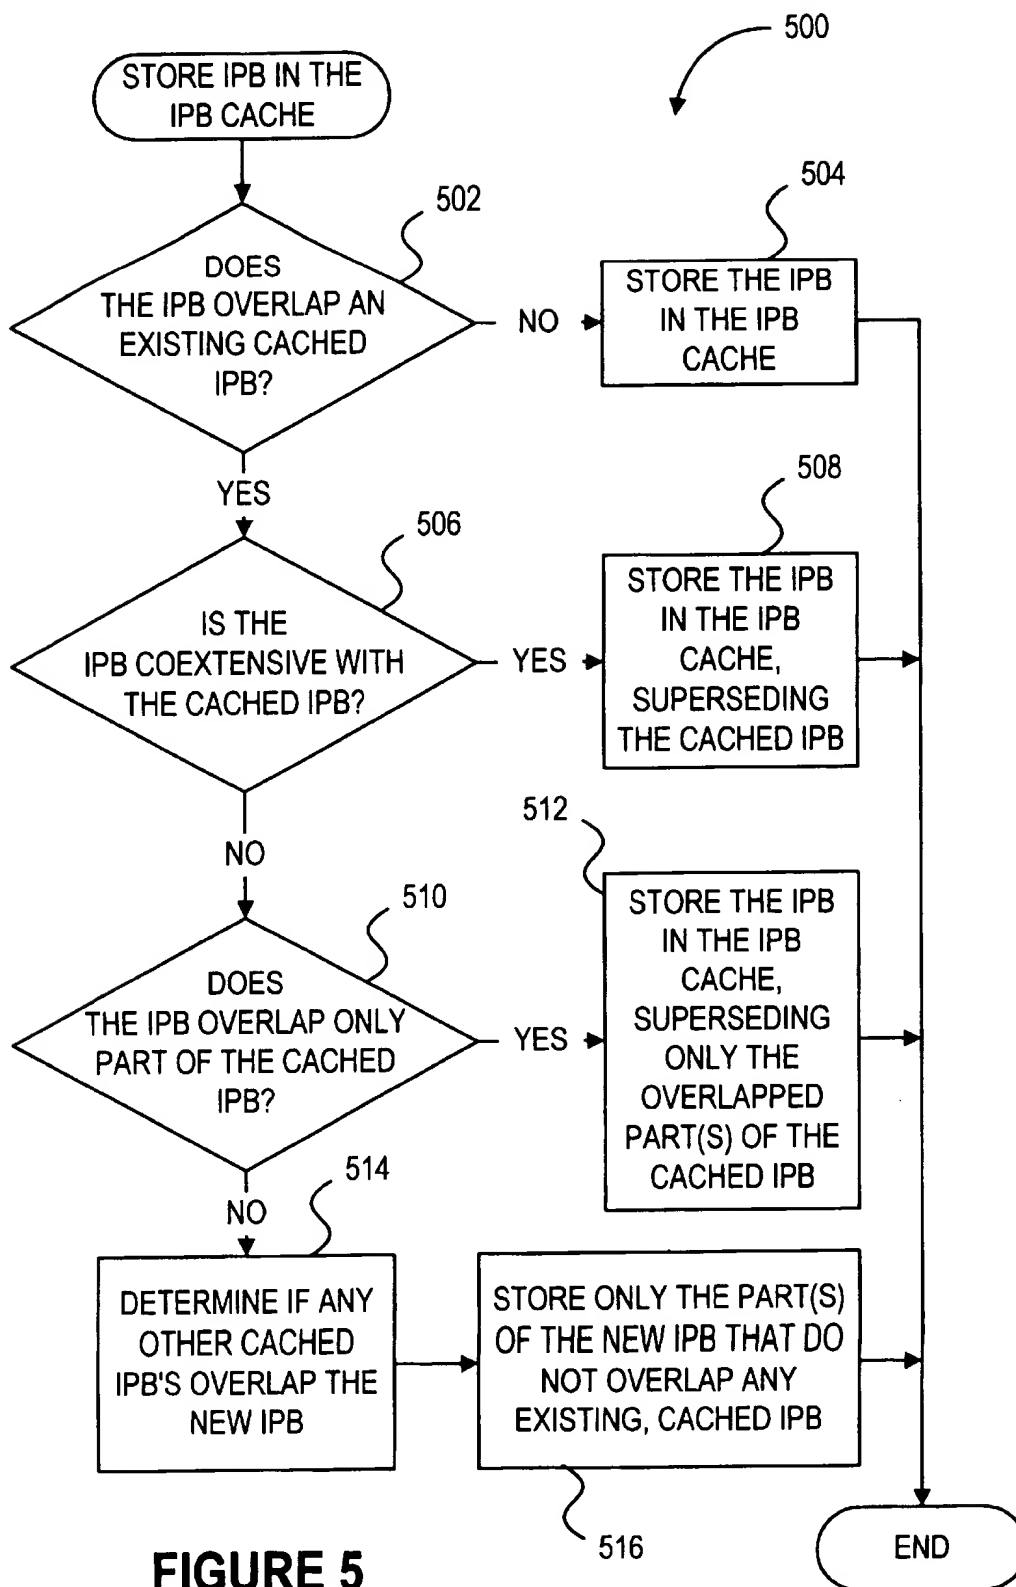 500
STORE IPB IN THE
IPB CACHE
502
DOES
THE IPB OVERLAP AN
EXISTING CACHED
IPB?
NO
504
STORE THE IPB
IN THE IPB
CACHE
YES
506
IS THE
IPB COEXTENSIVE WITH
THE CACHED IPB?
YES
508
STORE THE IPB
IN THE IPB
CACHE,
SUPERSEDING
THE CACHED IPB
NO
510
DOES
THE IPB OVERLAP ONLY
PART OF THE CACHED
IPB?
YES
512
STORE THE IPB
IN THE IPB
CACHE,
SUPERSEDING
ONLY THE
OVERLAPPED
PART(S) OF THE
CACHED IPB
NO
514
DETERMINE IF ANY
OTHER CACHED
IPB'S OVERLAP THE
NEW IPB
STORE ONLY THE PART(S)
OF THE NEW IPB THAT DO
NOT OVERLAP ANY
EXISTING, CACHED IPB
516
END
FIGURE 5